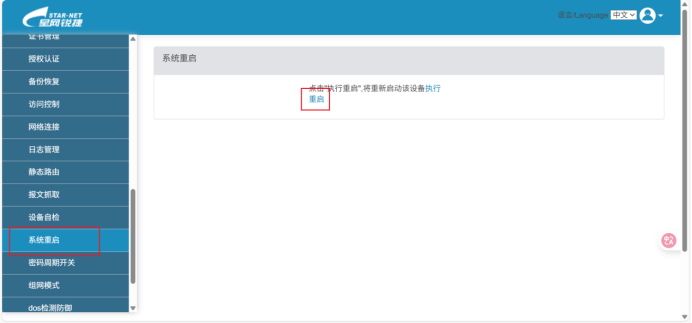 STAR-NET
星网锐捷
语言/Language 中文
证书管理
授权认证
备份恢复
访问控制
网络连接
日志管理
静态路由
报文抓取
设备自检
系统重启
密码周期开关
组网模式
dos检测防御
系统重启
点击"执行重启",将重新启动该设备执行
重启